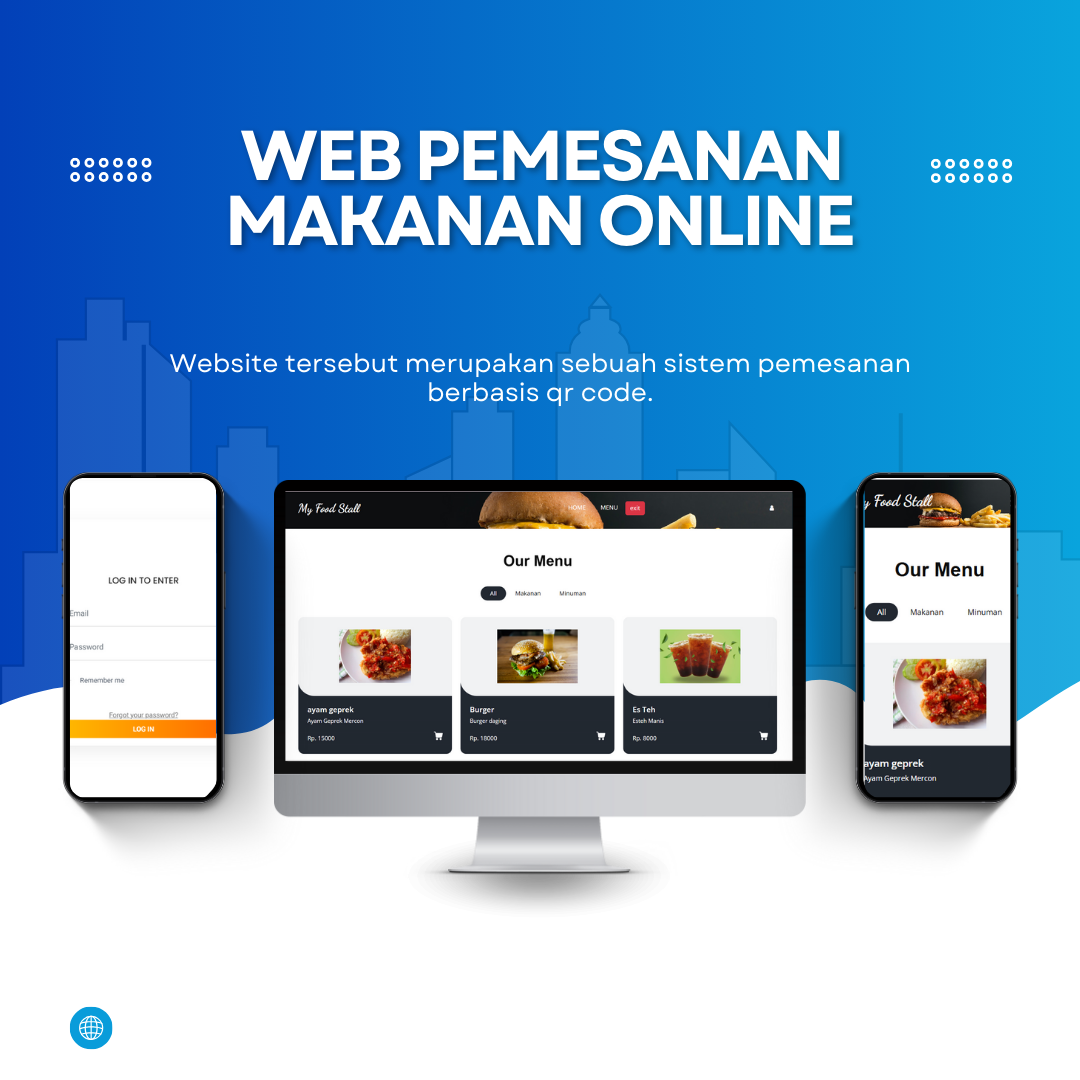 WEB PEMESANAN
MAKANAN ONLINE
Website tersebut merupakan sebuah sistem pemesanan
berbasis qr code.
LOG IN TO ENTER
Email
Password
Remember me
Forgot your password?
LOG IN
My Food Stall
HOME MENU exit
Our Menu
All Makanan Minuman
ayam geprek
Ayam Geprek Mercon
Rp. 15000
Burger
Burger daging
Rp. 18000
Es Teh
Esteh Manis
Rp. 8000
y Food Stall
Our Menu
All Makanan Minuman
ayam geprek
Ayam Geprek Mercon